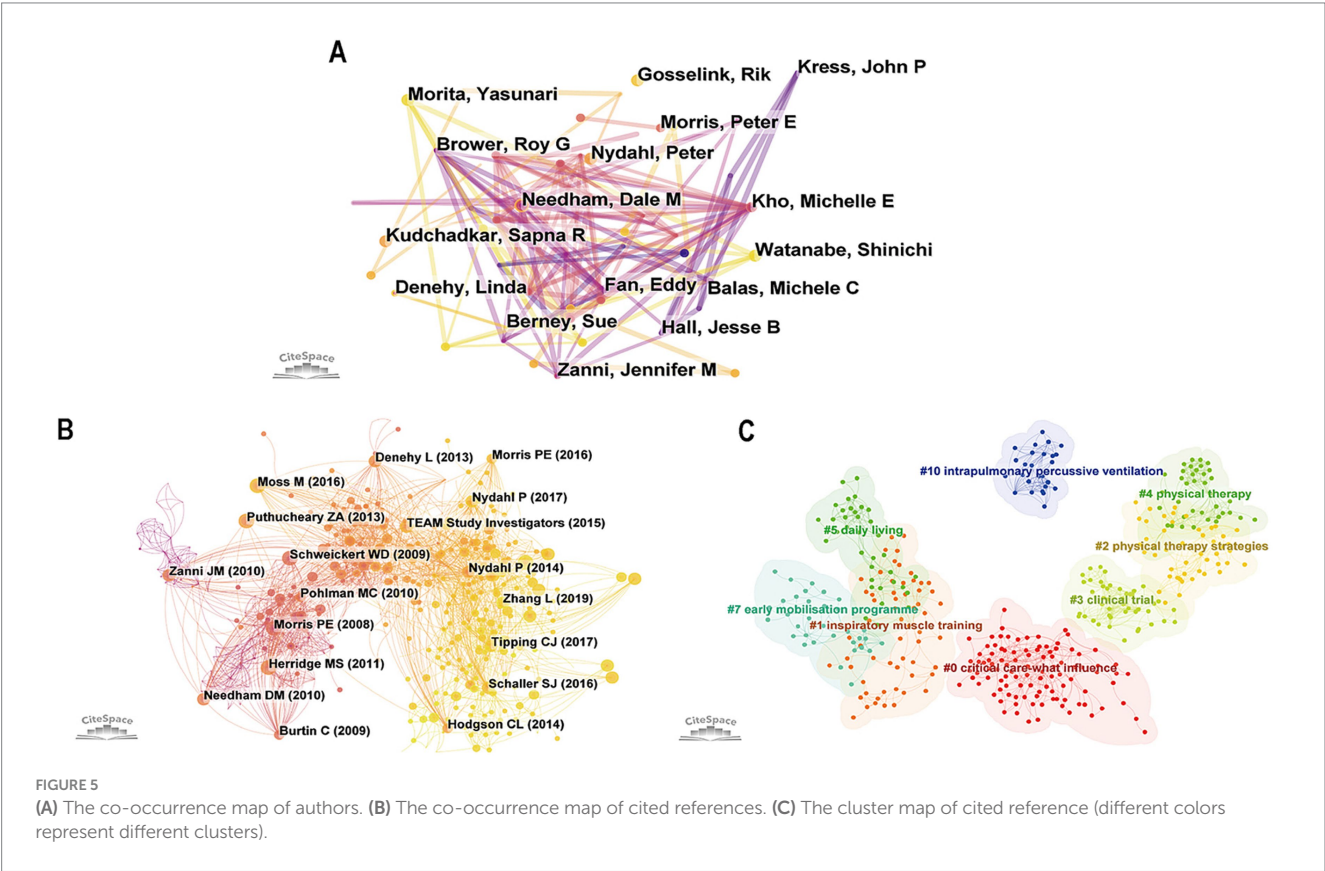 A
Kress, John P
Gosselink, Rik
Morita, Yasunari
Morris, Peter E
Brower, Roy G
Nydahl, Peter
Needham, Dale M
Kho, Michelle E
Kudchadkar, Sapna R
Watanabe, Shinichi
Denehy, Linda
Fan, Eddy
Balas, Michele C
Berney, Sue
Hall, Jesse B
CiteSpace
Zanni, Jennifer M
B
Denehy L (2013)
Morris PE (2016)
Moss M (2016)
Nydahl P (2017)
Puthucheary ZA (2013)
TEAM Study Investigators (2015)
Schweickert WD (2009)
Zanni JM (2010)
Nydahl P (2014)
Pohlman MC (2010)
Zhang L (2019)
Morris PE (2008)
Tipping CJ (2017)
Herridge MS (2011)
Schaller SJ (2016)
Needham DM (2010)
CiteSpace
Burtin C (2009)
Hodgson CL (2014)
C
#10 intrapulmonary percussive ventilation
#4 physical therapy
#5 daily living
#2 physical therapy strategies
#3 clinical trial
#7 early mobilisation programme
#1 inspiratory muscle training
#0 critical care-what influence
CiteSpace
FIGURE 5
(A) The co-occurrence map of authors. (B) The co-occurrence map of cited references. (C) The cluster map of cited reference (different colors
represent different clusters).